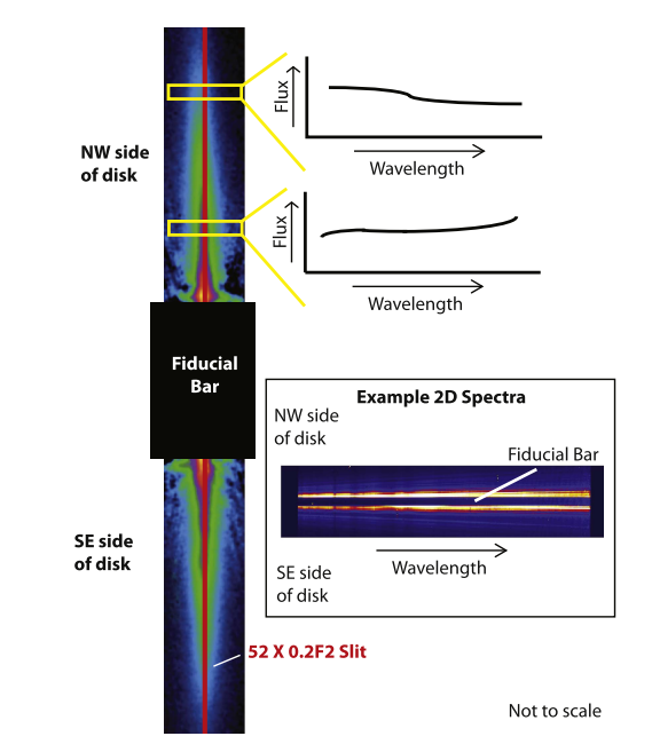 Flux
Wavelength
NW side
of disk
Flux
Wavelength
Fiducial
Bar
Example 2D Spectra
NW side
of disk
Fiducial Bar
Wavelength
SE side
of disk
SE side
of disk
52 X 0.2F2 Slit
Not to scale